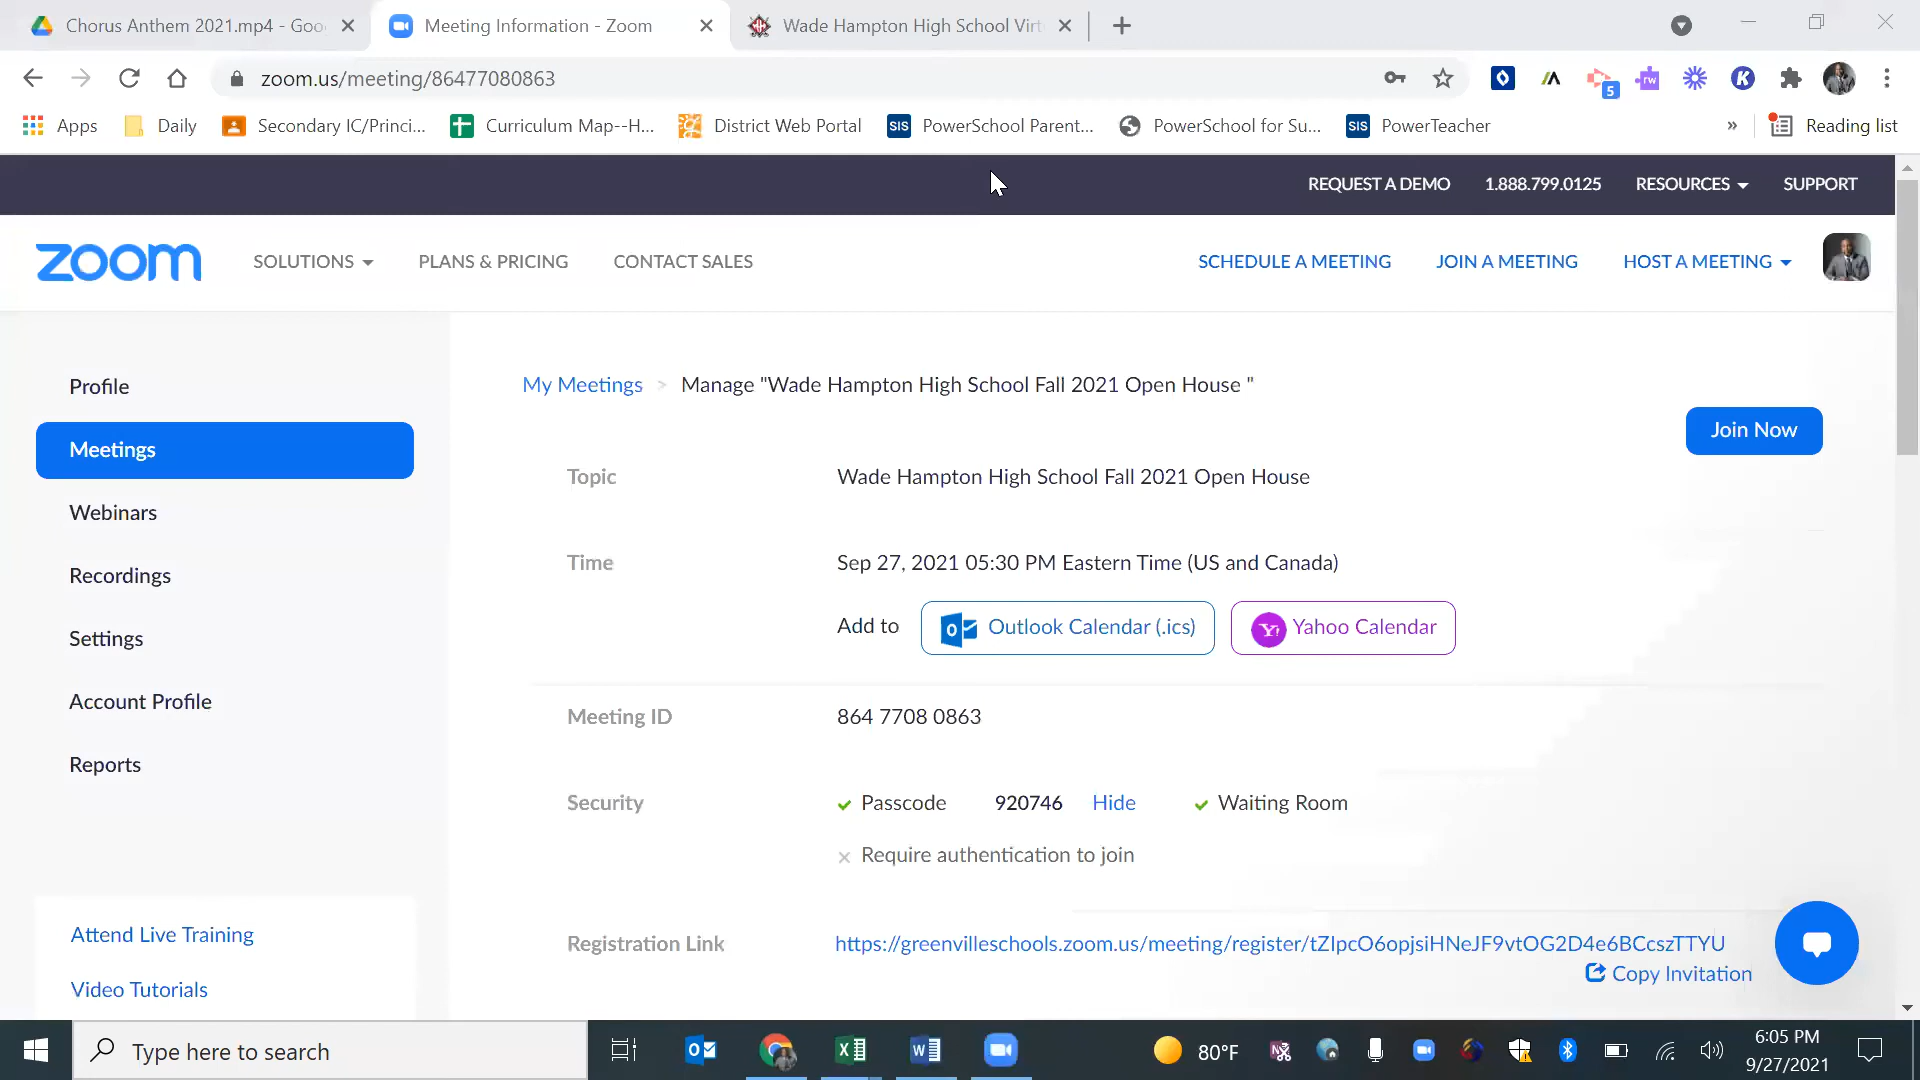 Chorus Anthem 2021.mp4 - Goo
Meeting Information - Zoom
Wade Hampton High School Virt
zoom.us/meeting/86477080863
5
rw
K
Apps
Daily
Secondary IC/Princi...
Curriculum Map--H...
District Web Portal
SIS
PowerSchool Parent...
PowerSchool for Su...
SIS
PowerTeacher
»
Reading list
REQUEST A DEMO
1.888.799.0125
RESOURCES
SUPPORT
zoom
SOLUTIONS
PLANS & PRICING
CONTACT SALES
SCHEDULE A MEETING
JOIN A MEETING
HOST A MEETING
Profile
Meetings
Webinars
Recordings
Settings
Account Profile
Reports
Attend Live Training
Video Tutorials
My Meetings > Manage "Wade Hampton High School Fall 2021 Open House "
Join Now
Topic
Wade Hampton High School Fall 2021 Open House
Time
Sep 27, 2021 05:30 PM Eastern Time (US and Canada)
Add to
Outlook Calendar (.ics)
Yahoo Calendar
Meeting ID
864 7708 0863
Security
Passcode 920746 Hide
Waiting Room
Require authentication to join
Registration Link
https://greenvilleschools.zoom.us/meeting/register/tZIpcO6opjsiHNeJF9vtOG2D4e6BCcszTTYU
Copy Invitation
Type here to search
80°F
6:05 PM
9/27/2021